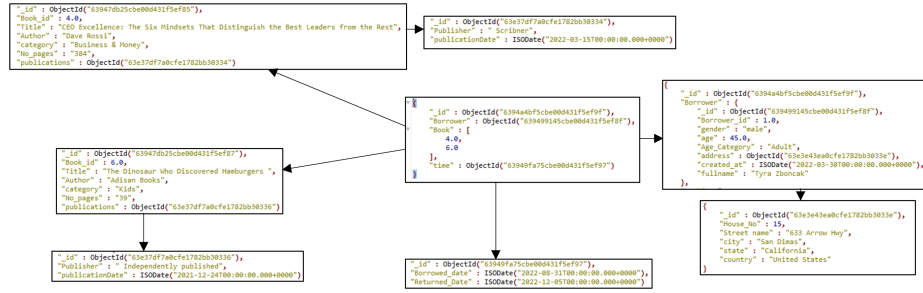 "_id" : ObjectId("63947db25cbe00d431f5ef85"),
"Book_id" : 4.0,
"Title" : "CEO Excellence: The Six Mindsets That Distinguish the Best Leaders from the Rest",
"Author" : "Dave Rossi",
"category" : "Business & Money",
"No_pages" : "384",
"publications" : ObjectId("63e37df7a0cfe1782bb30334")
"_id" : ObjectId("63e37df7a0cfe1782bb30334"),
"Publisher" : " Scribner",
"publicationDate" : ISODate("2022-03-15T00:00:00.000+0000")
{
"_id" : ObjectId("6394a4bf5cbe00d431f5ef9f"),
"Borrower" : ObjectId("639499145cbe00d431f5ef8f"),
"Book" : [
4.0,
6.0
],
"time" : ObjectId("63949fa75cbe00d431f5ef97")
}
{
"_id" : ObjectId("6394a4bf5cbe00d431f5ef9f"),
"Borrower" : {
"_id" : ObjectId("639499145cbe00d431f5ef8f"),
"Borrower_id" : 1.0,
"gender" : "male",
"age" : 45.0,
"Age_Category" : "Adult",
"address" : ObjectId("63e3e43ea0cfe1782bb3033e"),
"created_at" : ISODate("2022-03-30T00:00:00.000+0000"),
"fullname" : "Tyra Zboncak"
},
"_id" : ObjectId("63947db25cbe00d431f5ef87"),
"Book_id" : 6.0,
"Title" : "The Dinosaur Who Discovered Hamburgers ",
"Author" : "Adisan Books",
"category" : "Kids",
"No_pages" : "39",
"publications" : ObjectId("63e37df7a0cfe1782bb30336")
{
"_id" : ObjectId("63e3e43ea0cfe1782bb3033e"),
"House_No" : 15,
"Street name" : "633 Arrow Hwy",
"city" : "San Dimas",
"state" : "California",
"country" : "United States"
}
"_id" : ObjectId("63e37df7a0cfe1782bb30336"),
"Publisher" : " Independently published",
"publicationDate" : ISODate("2021-12-24T00:00:00.000+0000")
"_id" : ObjectId("63949fa75cbe00d431f5ef97"),
"Borrowed_date" : ISODate("2022-08-31T00:00:00.000+0000"),
"Returned_Date" : ISODate("2022-12-05T00:00:00.000+0000")